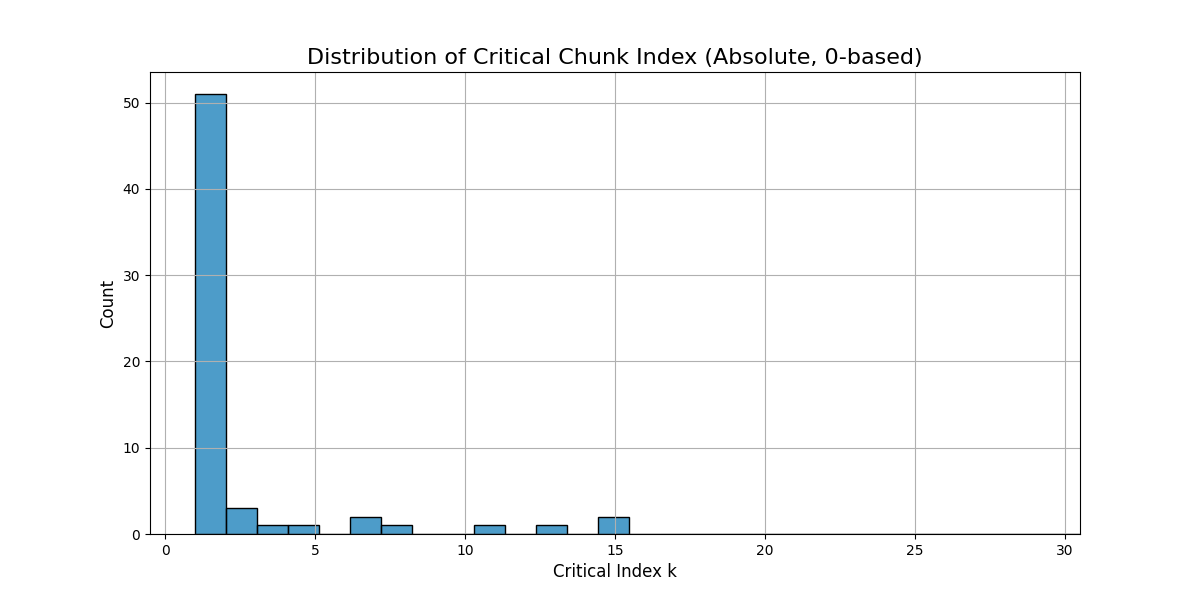 Distribution of Critical Chunk Index (Absolute, 0-based)
50
40
30
20
10
0
Count
0 5 10 15 20 25 30
Critical Index k